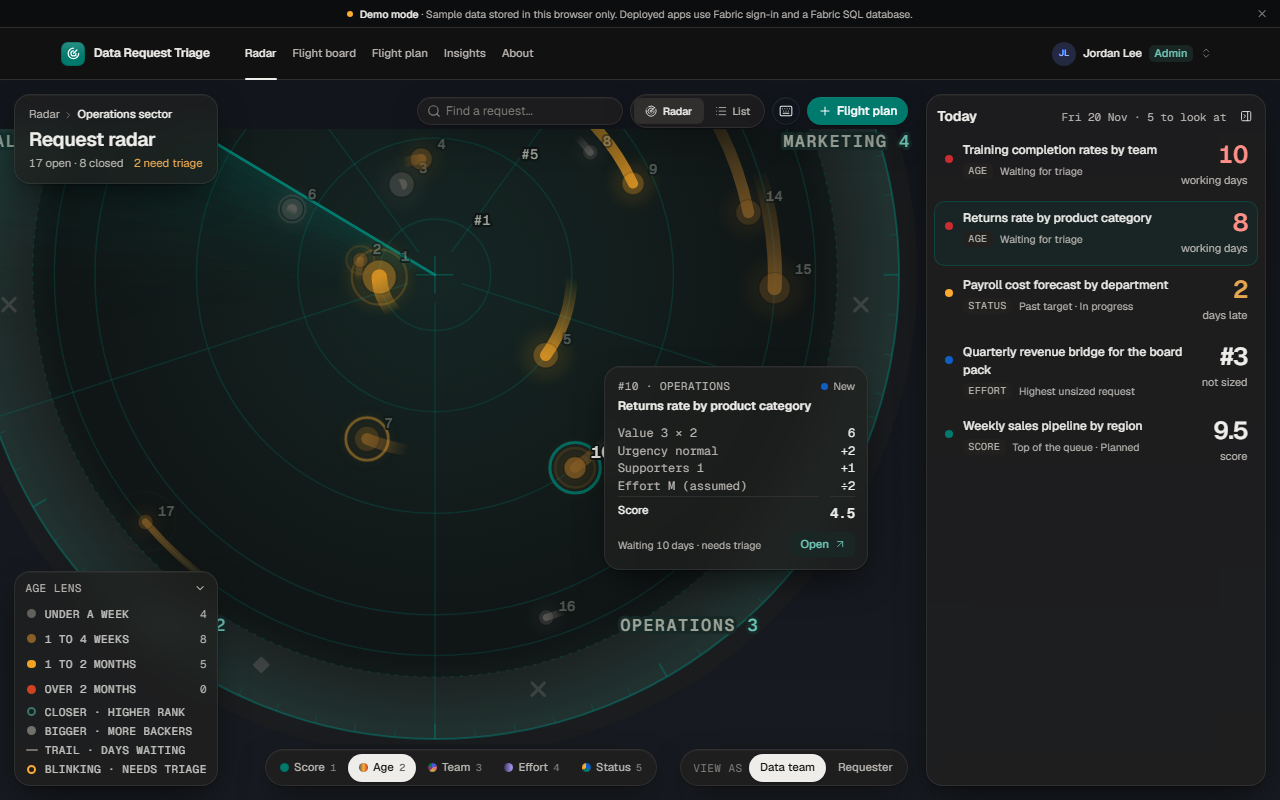 Demo mode · Sample data stored in this browser only. Deployed apps use Fabric sign-in and a Fabric SQL database.
Data Request Triage
Radar
Flight board
Flight plan
Insights
About
JL
Jordan Lee
Admin
Radar > Operations sector
Request radar
17 open · 8 closed 2 need triage
Find a request…
Radar
List
+ Flight plan
MARKETING 4
#5
#1
1
2
3
4
5
6
7
8
9
14
15
16
17
OPERATIONS 3
2
#10 · OPERATIONS
New
Returns rate by product category
Value 3 × 2 6
Urgency normal +2
Supporters 1 +1
Effort M (assumed) ÷2
Score 4.5
Waiting 10 days · needs triage
Open
AGE LENS
UNDER A WEEK 4
1 TO 4 WEEKS 8
1 TO 2 MONTHS 5
OVER 2 MONTHS 0
CLOSER · HIGHER RANK
BIGGER · MORE BACKERS
TRAIL · DAYS WAITING
BLINKING · NEEDS TRIAGE
Score 1
Age 2
Team 3
Effort 4
Status 5
VIEW AS
Data team
Requester
Today
Fri 20 Nov · 5 to look at
Training completion rates by team
AGE Waiting for triage
10
working days
Returns rate by product category
AGE Waiting for triage
8
working days
Payroll cost forecast by department
STATUS Past target · In progress
2
days late
Quarterly revenue bridge for the board
pack
EFFORT Highest unsized request
#3
not sized
Weekly sales pipeline by region
SCORE Top of the queue · Planned
9.5
score